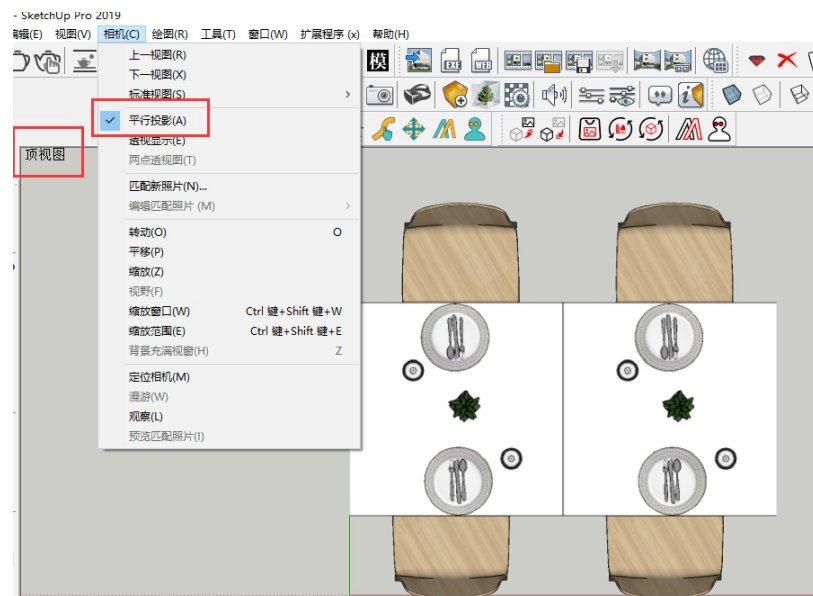 - SketchUp Pro 2019
编辑(E) 视图(V) 相机(C) 绘图(R) 工具(T) 窗口(W) 扩展程序 (x) 帮助(H)
模
EXE
上一视图(R)
下一视图(X)
标准视图(S)
平行投影(A)
透视显示(E)
顶视图
两点透视图(T)
匹配新照片(N)...
编辑匹配照片 (M)
转动(O) O
平移(P)
缩放(Z)
视野(F)
缩放窗口(W) Ctrl 键+Shift 键+W
缩放范围(E) Ctrl 键+Shift 键+E
背景充满视窗(H) Z
定位相机(M)
漫游(W)
观察(L)
预览匹配照片(I)